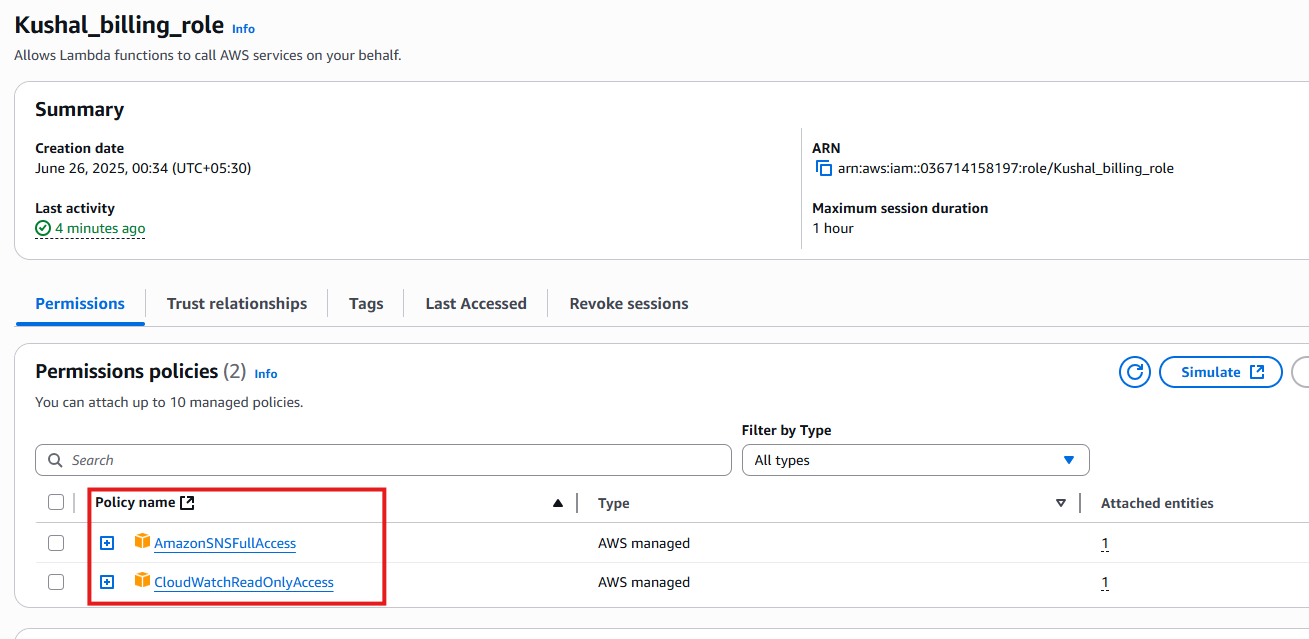 Kushal_billing_role Info
Allows Lambda functions to call AWS services on your behalf.
Summary
Creation date
June 26, 2025, 00:34 (UTC+05:30)
ARN
arn:aws:iam::036714158197:role/Kushal_billing_role
Last activity
4 minutes ago
Maximum session duration
1 hour
Permissions Trust relationships Tags Last Accessed Revoke sessions
Permissions policies (2) Info
You can attach up to 10 managed policies.
Simulate
Filter by Type
Search
All types
Policy name Type Attached entities
AmazonSNSFullAccess AWS managed 1
CloudWatchReadOnlyAccess AWS managed 1